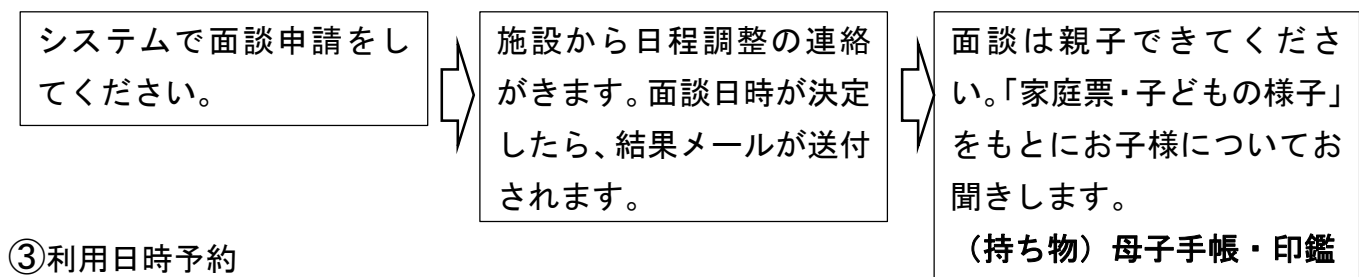 システムで面談申請をし
てください。
施設から日程調整の連絡
がきます。面談日時が決定
したら、結果メールが送付
されます。
面談は親子できてくださ
い。「家庭票・子どもの様子」
をもとにお子様についてお
聞きします。
（持ち物）母子手帳・印鑑
③利用日時予約